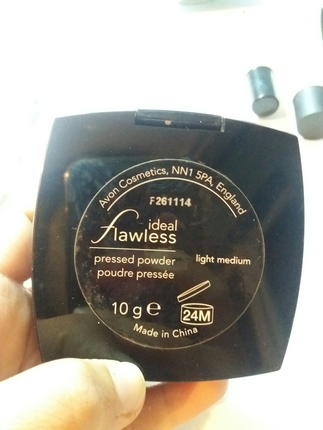 Avon Cosmetics, NN1 5PA, England
F261114
ideal
flawless
pressed powder
poudre pressée
light medium
10 g e
24M
Made in China